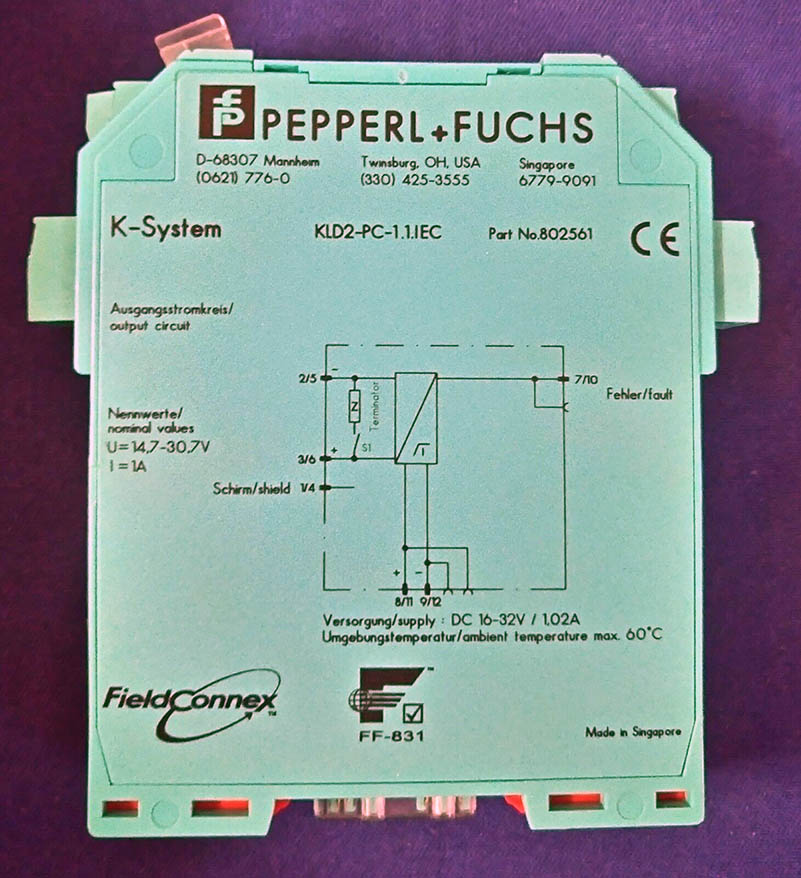 PEPPERL+FUCHS
D-68307 Mannheim Twinsburg, OH, USA Singapore
(0621) 776-0 (330) 425-3555 6779-9091
K-System KLD2-PC-1.1.IEC Part No.802561 CE
Ausgangsstromkreis/
output circuit
2/5 - 7/10
Fehler/fault
Z Terminator
Nennwerte/
nominal values
U=14,7-30,7V
I=1A
3/6 + S1 I
Schirm/shield 1/4
+ -
8/11 9/12
Versorgung/supply : DC 16-32V / 1,02A
Umgebungstemperatur/ambient temperature max. 60°C
FieldConnex™
F™
FF-831
Made in Singapore